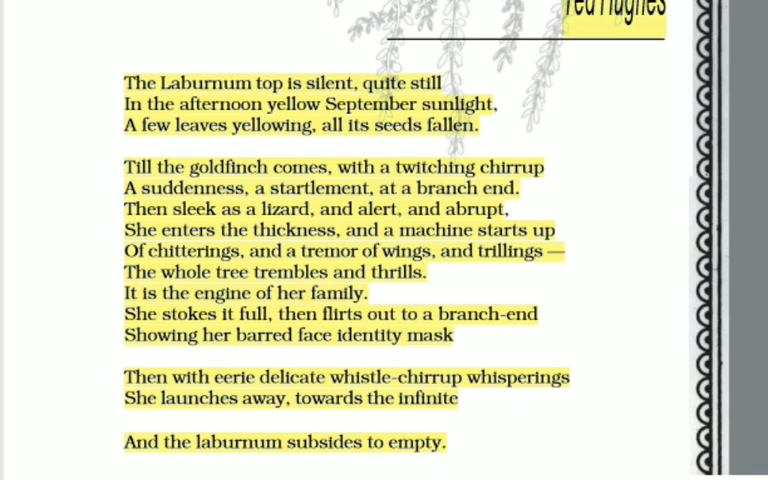 Ted Hughes
The Laburnum top is silent, quite still
In the afternoon yellow September sunlight,
A few leaves yellowing, all its seeds fallen.
Till the goldfinch comes, with a twitching chirrup
A suddenness, a startlement, at a branch end.
Then sleek as a lizard, and alert, and abrupt,
She enters the thickness, and a machine starts up
Of chitterings, and a tremor of wings, and trillings —
The whole tree trembles and thrills.
It is the engine of her family.
She stokes it full, then flirts out to a branch-end
Showing her barred face identity mask
Then with eerie delicate whistle-chirrup whisperings
She launches away, towards the infinite
And the laburnum subsides to empty.